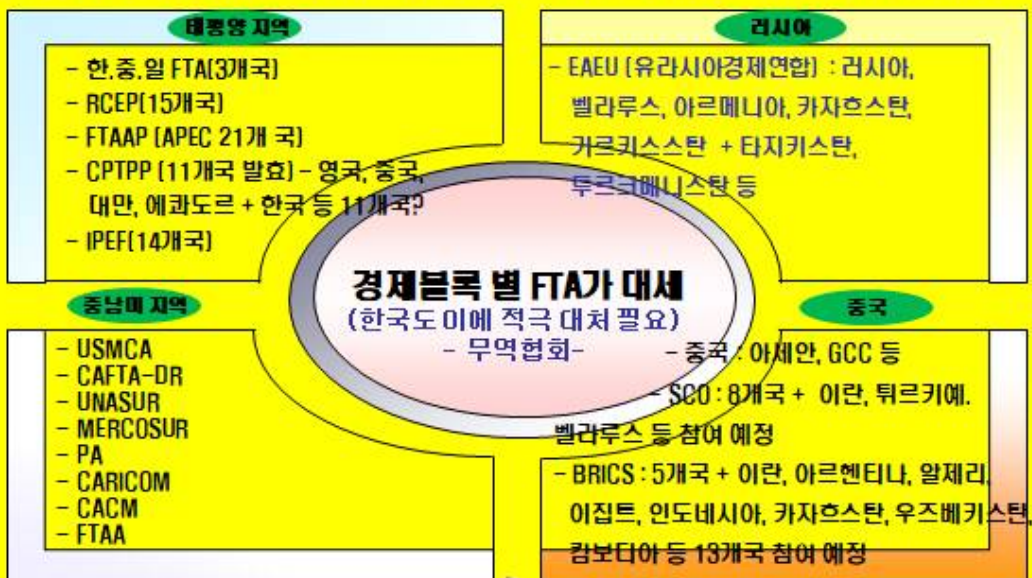 태평양 지역
- 한.중.일 FTA(3개국)
- RCEP(15개국)
- FTAAP (APEC 21개 국)
- CPTPP (11개국 발효) - 영국, 중국,
대만, 에콰도르 + 한국 등 11개국?
- IPEF(14개국)
러시아
- EAEU (유라시아경제연합) : 러시아,
벨라루스, 아르메니아, 카자흐스탄,
키르키스스탄 + 타지키스탄,
투르크메니스탄 등
경제블록 별 FTA가 대세
(한국도 이에 적극 대처 필요)
- 무역협회-
중남미 지역
- USMCA
- CAFTA-DR
- UNASUR
- MERCOSUR
- PA
- CARICOM
- CACM
- FTAA
중국
- 중국 : 아세안, GCC 등
- SCO : 8개국 + 이란, 튀르키예.
벨라루스 등 참여 예정
- BRICS : 5개국 + 이란, 아르헨티나, 알제리,
이집트, 인도네시아, 카자흐스탄, 우즈베키스탄,
캄보디아 등 13개국 참여 예정